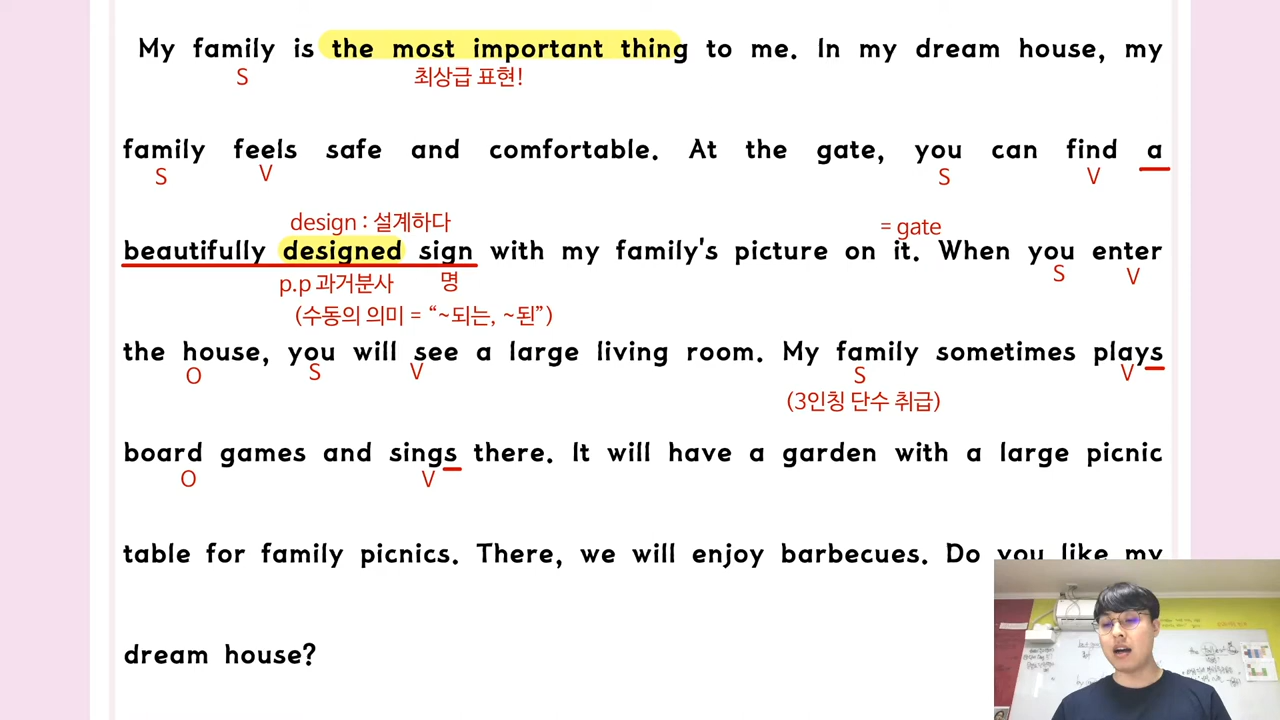 My family is the most important thing to me. In my dream house, my
S 최상급 표현!
family feels safe and comfortable. At the gate, you can find a
S V S V
design : 설계하다 = gate
beautifully designed sign with my family's picture on it. When you enter
p.p 과거분사 명 S V
(수동의 의미 = “~되는, ~된”)
the house, you will see a large living room. My family sometimes plays
O S V S V
(3인칭 단수 취급)
board games and sings there. It will have a garden with a large picnic
O V
table for family picnics. There, we will enjoy barbecues. Do you like my
dream house?